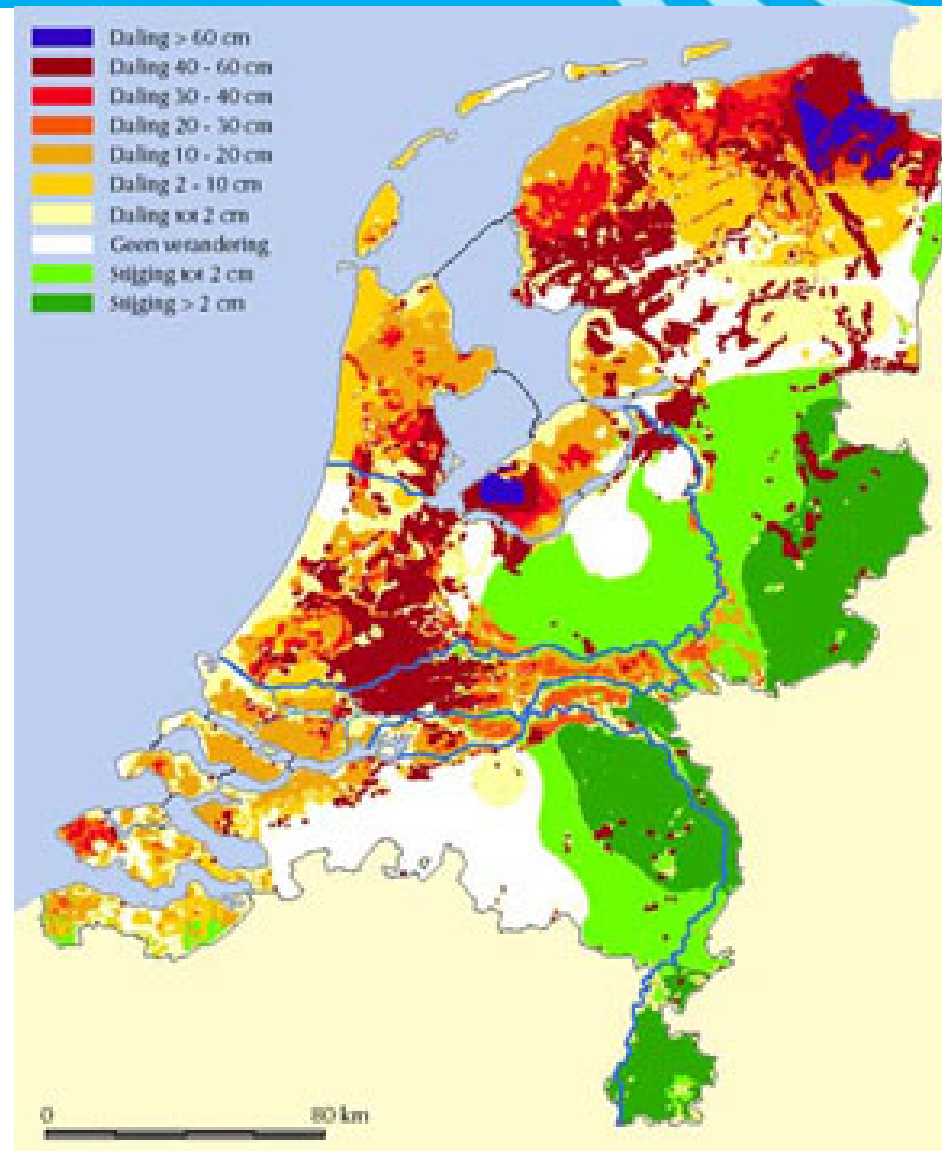 Daling > 60 cm
Daling 40 - 60 cm
Daling 30 - 40 cm
Daling 20 - 30 cm
Daling 10 - 20 cm
Daling 2 - 10 cm
Daling tot 2 cm
Geen verandering
Stijging tot 2 cm
Stijging > 2 cm
0 80 km